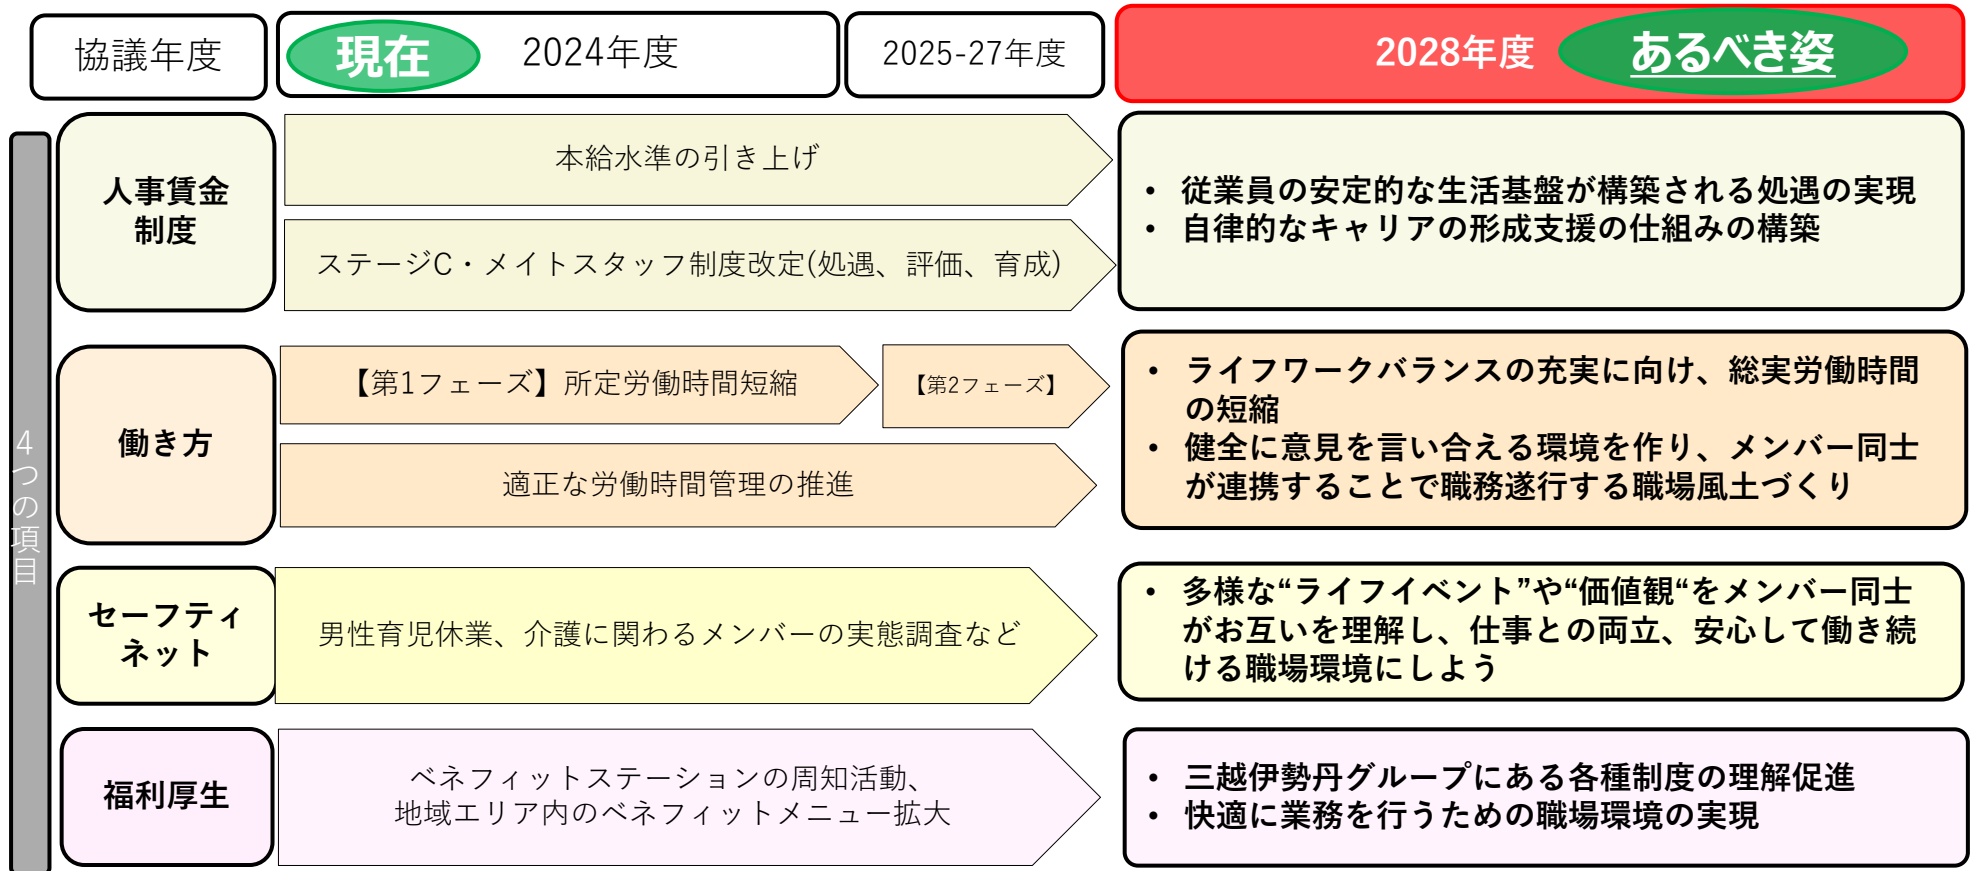 協議年度
現在
2024年度
2025-27年度
2028年度
あるべき姿
4つの項目
人事賃金
制度
本給水準の引き上げ
ステージC・メイトスタッフ制度改定(処遇、評価、育成)
• 従業員の安定的な生活基盤が構築される処遇の実現
• 自律的なキャリアの形成支援の仕組みの構築
働き方
【第1フェーズ】所定労働時間短縮
【第2フェーズ】
適正な労働時間管理の推進
• ライフワークバランスの充実に向け、総実労働時間
の短縮
• 健全に意見を言い合える環境を作り、メンバー同士
が連携することで職務遂行する職場風土づくり
セーフティ
ネット
男性育児休業、介護に関わるメンバーの実態調査など
• 多様な“ライフイベント”や“価値観“をメンバー同士
がお互いを理解し、仕事との両立、安心して働き続
ける職場環境にしよう
福利厚生
ベネフィットステーションの周知活動、
地域エリア内のベネフィットメニュー拡大
• 三越伊勢丹グループにある各種制度の理解促進
• 快適に業務を行うための職場環境の実現